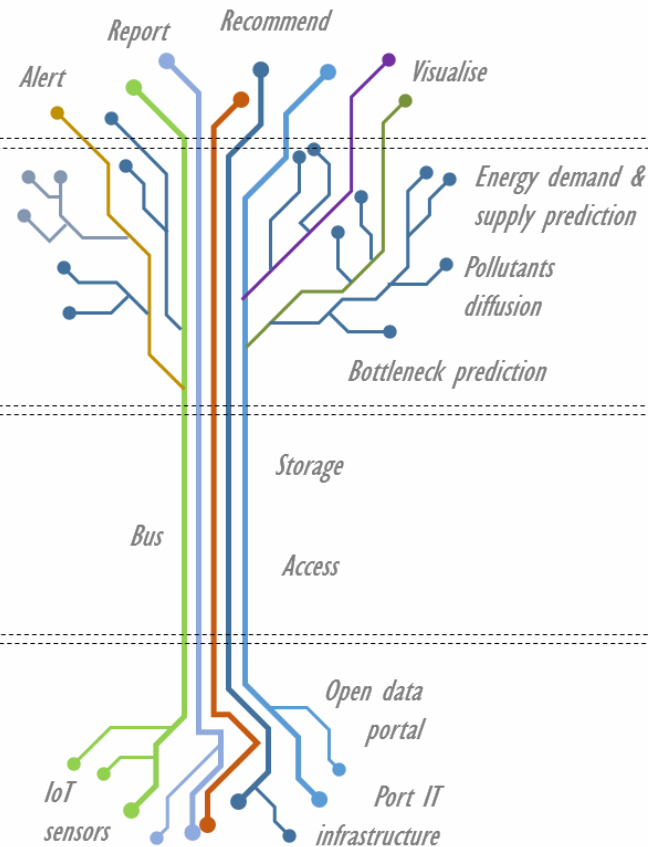 Report
Recommend
Alert
Visualise
Energy demand &
supply prediction
Pollutants
diffusion
Bottleneck prediction
Storage
Bus
Access
Open data
portal
IoT
sensors
Port IT
infrastructure